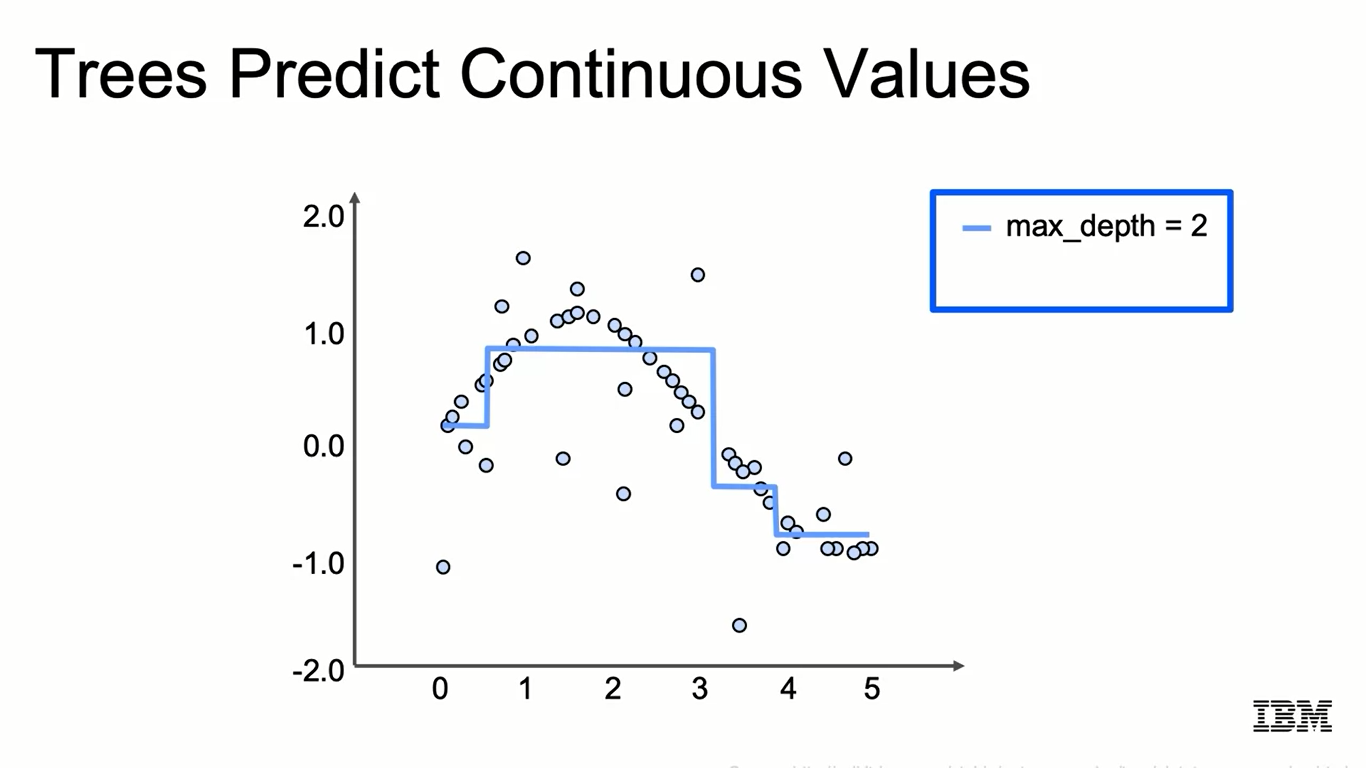 Trees Predict Continuous Values
max_depth = 2
2.0
1.0
0.0
-1.0
-2.0
0 1 2 3 4 5
IBM